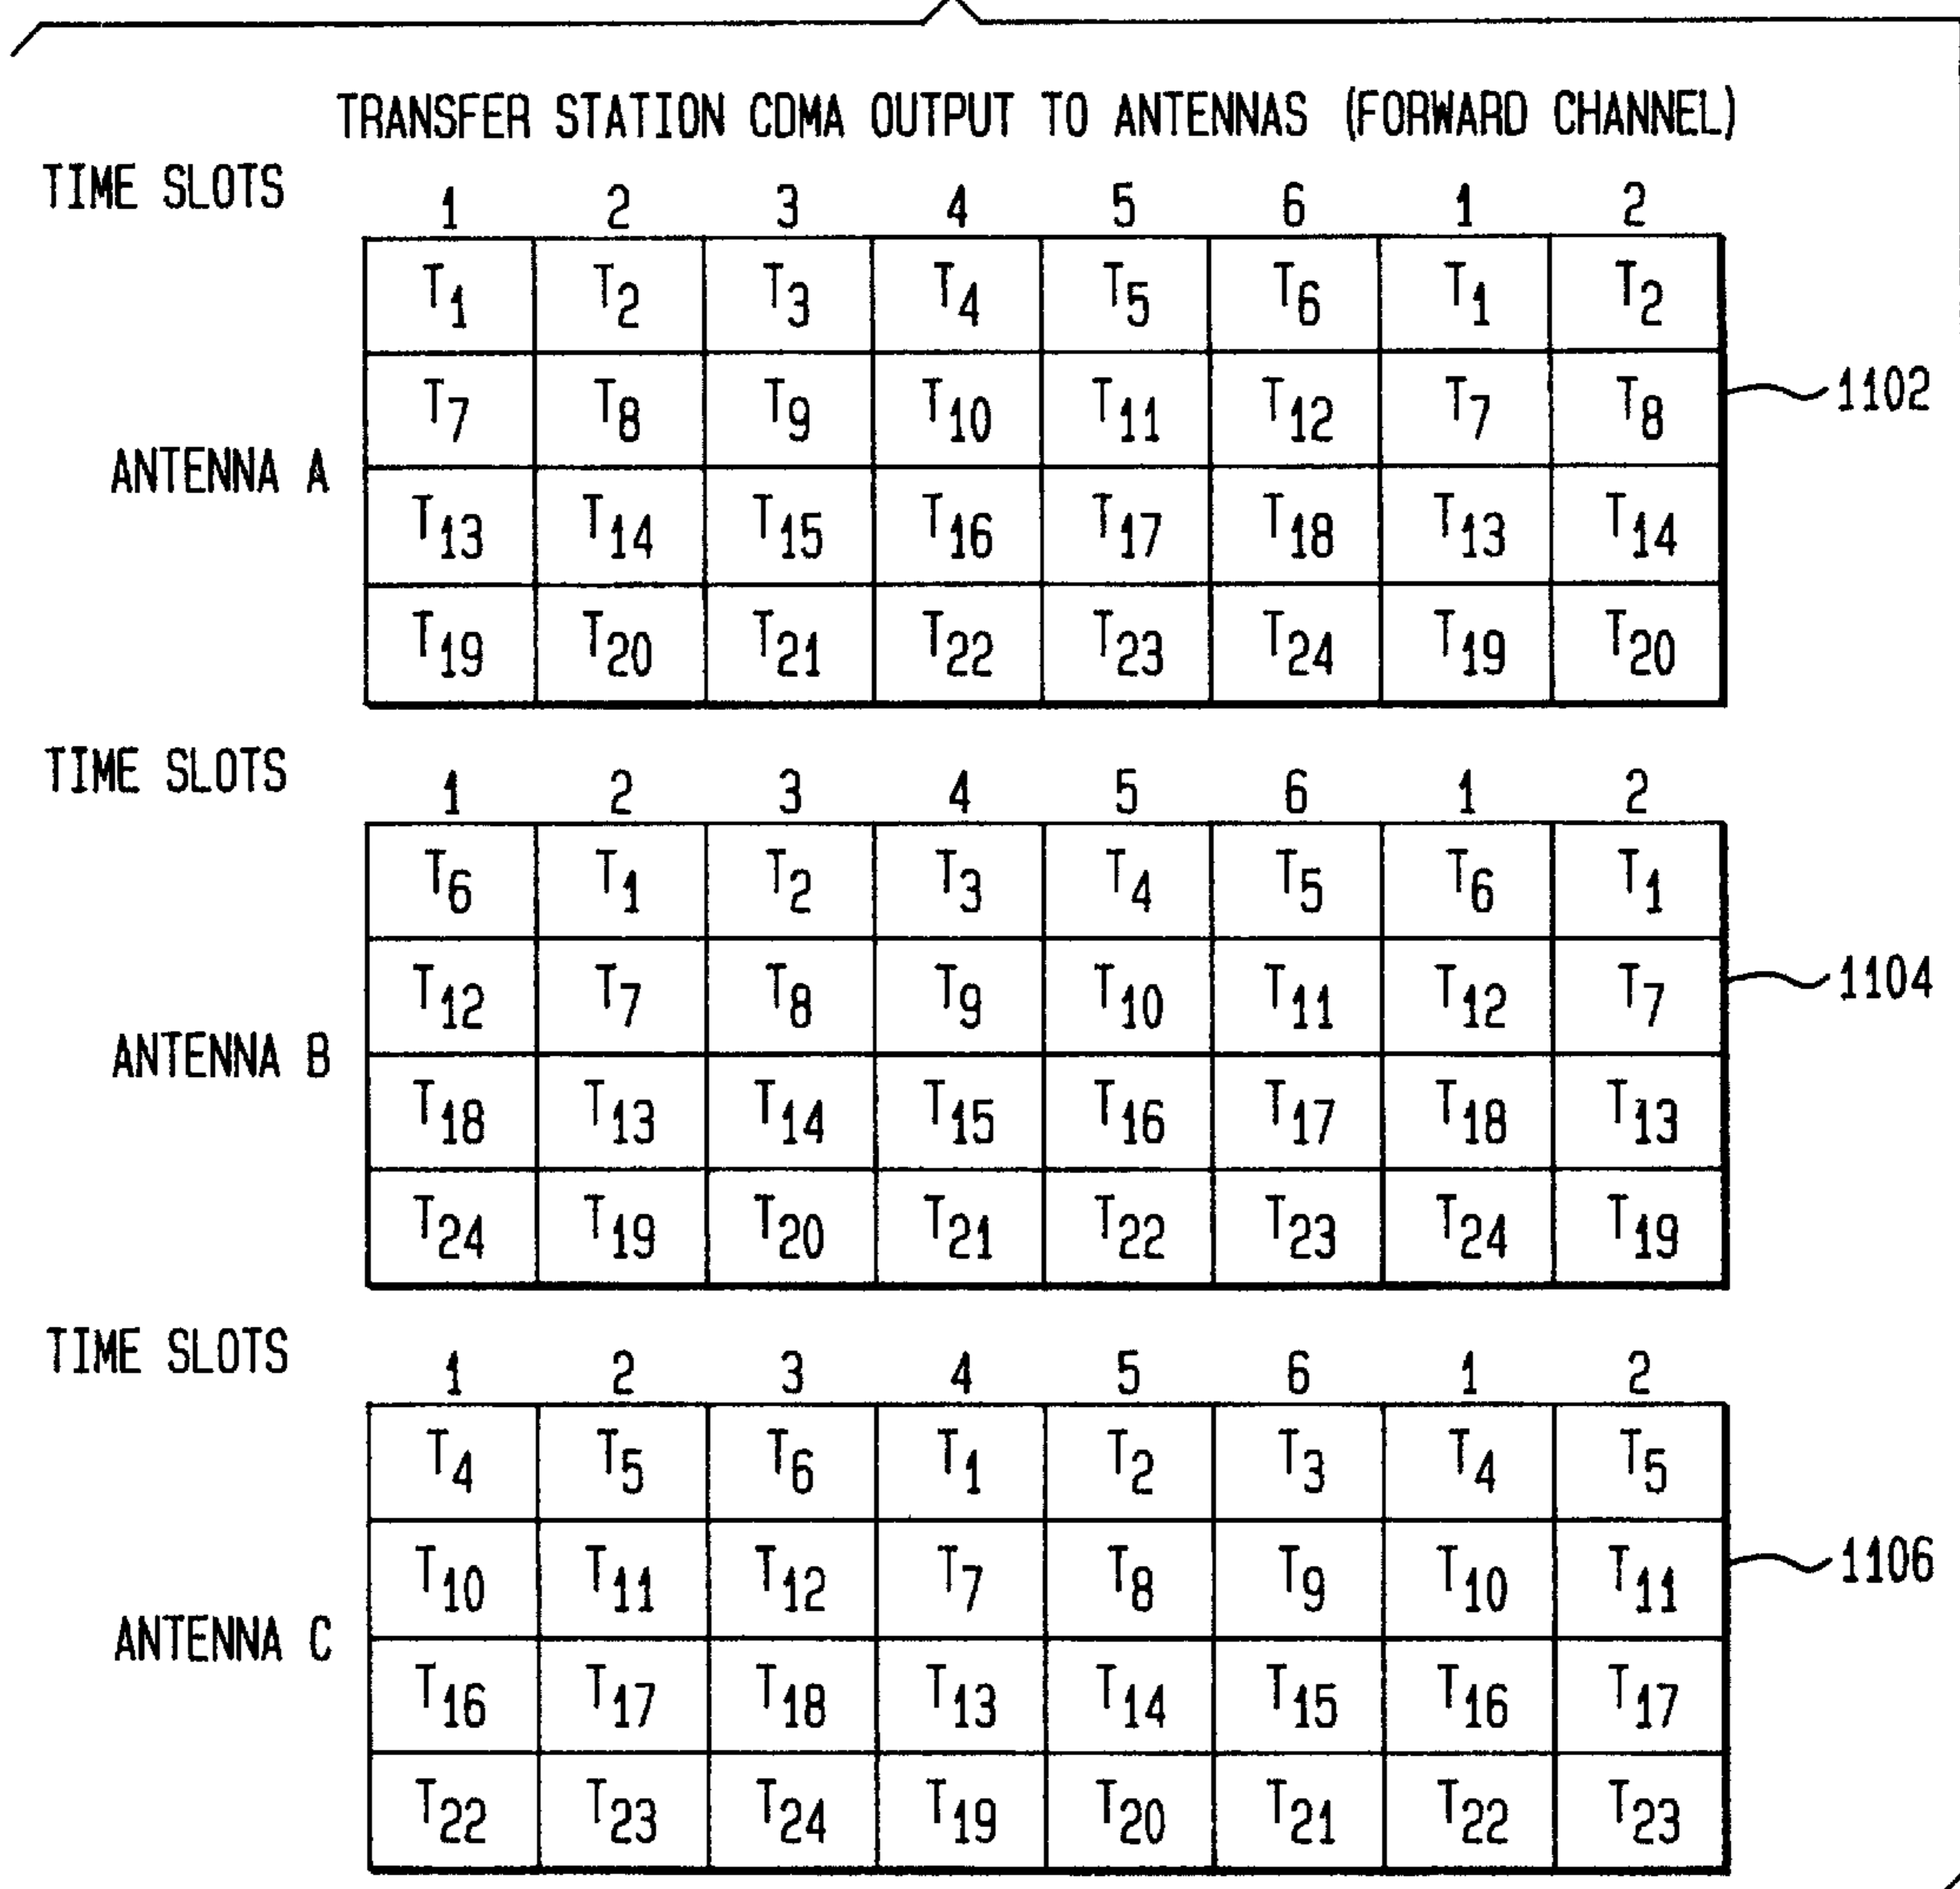 TRANSFER STATION CDMA OUTPUT TO ANTENNAS (FORWARD CHANNEL)
TIME SLOTS 1 2 3 4 5 6 1 2
T1 T2 T3 T4 T5 T6 T1 T2
T7 T8 T9 T10 T11 T12 T7 T8 1102
ANTENNA A
T13 T14 T15 T16 T17 T18 T13 T14
T19 T20 T21 T22 T23 T24 T19 T20
TIME SLOTS 1 2 3 4 5 6 1 2
T6 T1 T2 T3 T4 T5 T6 T1
T12 T7 T8 T9 T10 T11 T12 T7 1104
ANTENNA B
T18 T13 T14 T15 T16 T17 T18 T13
T24 T19 T20 T21 T22 T23 T24 T19
TIME SLOTS 1 2 3 4 5 6 1 2
T4 T5 T6 T1 T2 T3 T4 T5
T10 T11 T12 T7 T8 T9 T10 T11 1106
ANTENNA C
T16 T17 T18 T13 T14 T15 T16 T17
T22 T23 T24 T19 T20 T21 T22 T23